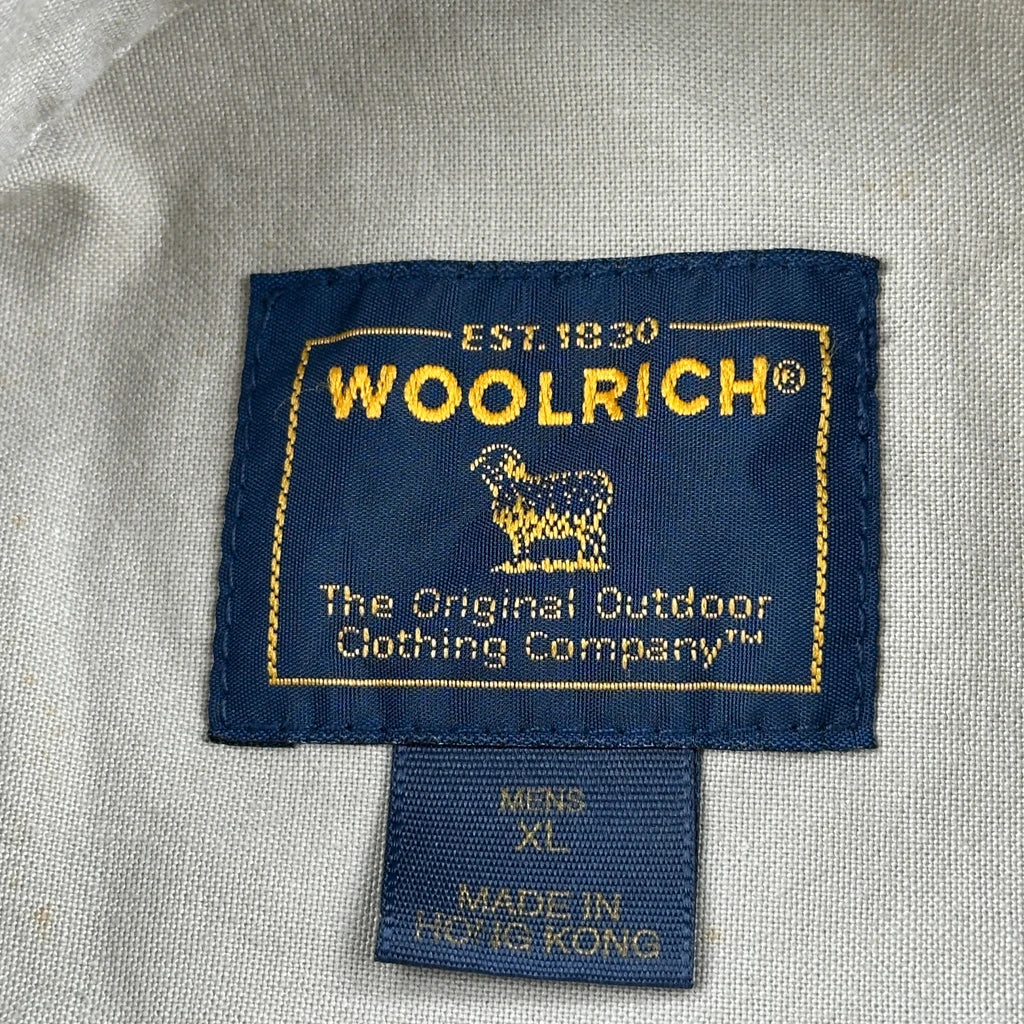 EST. 1830
WOOLRICH®
The Original Outdoor
Clothing Company™
MENS
XL
MADE IN
HONG KONG